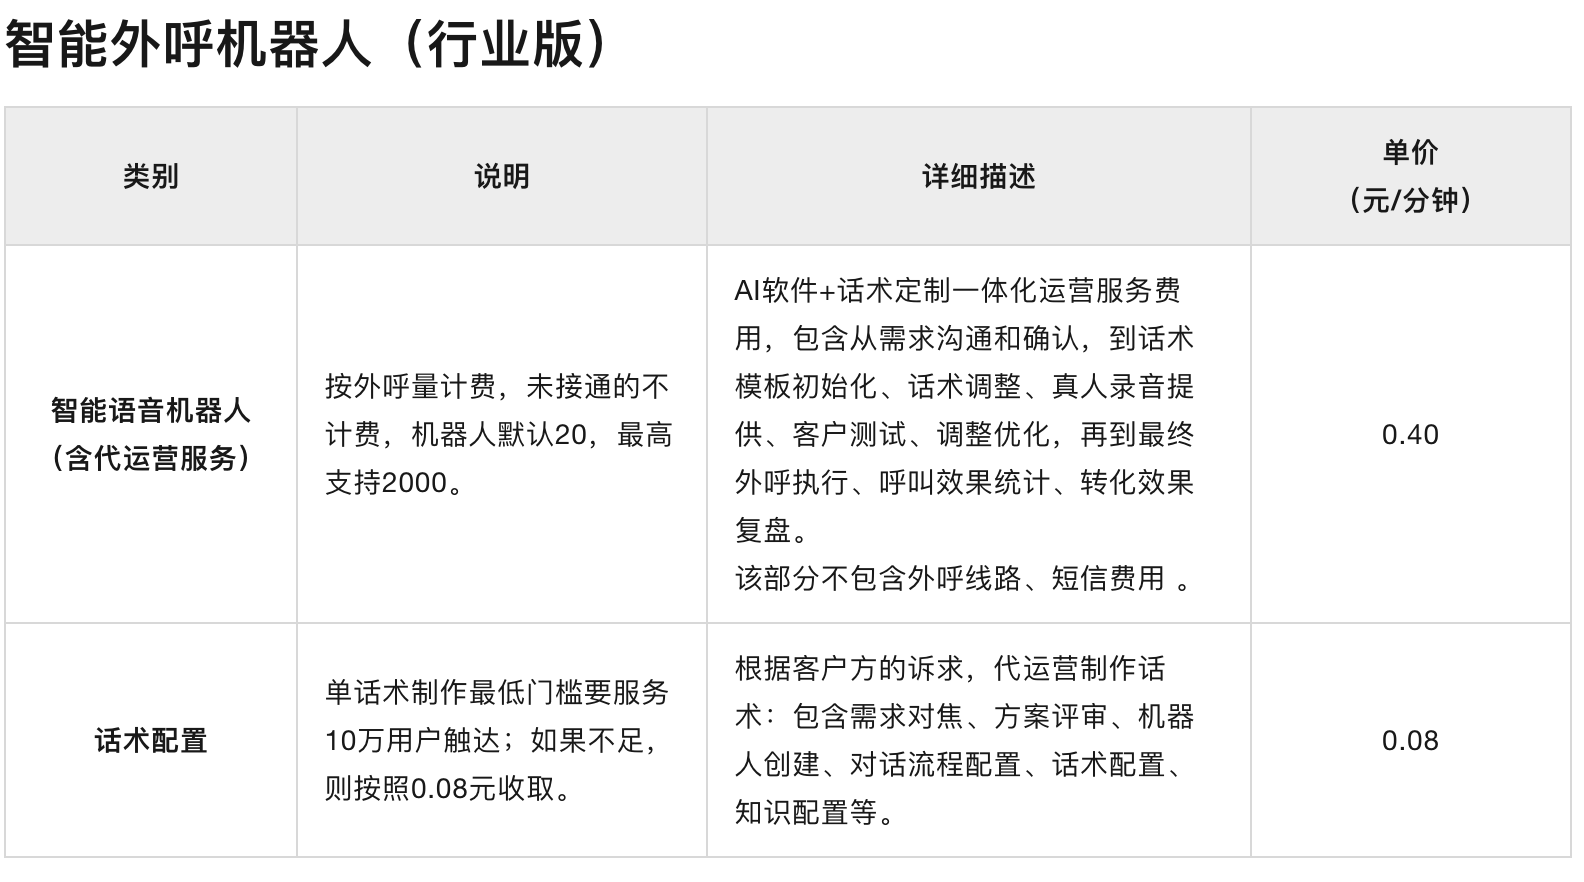 智能外呼机器人（行业版）
类别
说明
详细描述
单价
（元/分钟）
智能语音机器人
（含代运营服务）
按外呼量计费，未接通的不
计费，机器人默认20，最高
支持2000。
AI软件+话术定制一体化运营服务费
用，包含从需求沟通和确认，到话术
模板初始化、话术调整、真人录音提
供、客户测试、调整优化，再到最终
外呼执行、呼叫效果统计、转化效果
复盘。
该部分不包含外呼线路、短信费用 。
0.40
话术配置
单话术制作最低门槛要服务
10万用户触达；如果不足，
则按照0.08元收取。
根据客户方的诉求，代运营制作话
术：包含需求对焦、方案评审、机器
人创建、对话流程配置、话术配置、
知识配置等。
0.08